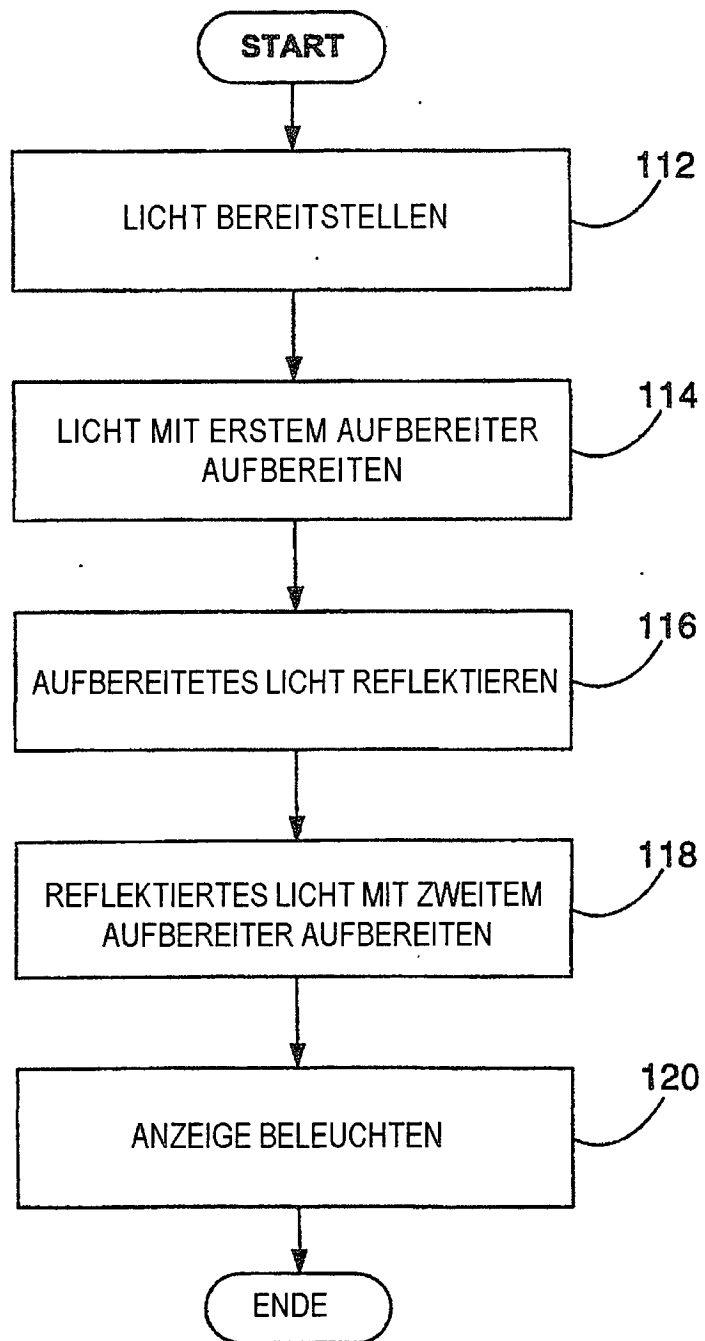 START
112
LICHT BEREITSTELLEN
114
LICHT MIT ERSTEM AUFBEREITER
AUFBEREITEN
116
AUFBEREITETES LICHT REFLEKTIEREN
118
REFLEKTIERTES LICHT MIT ZWEITEM
AUFBEREITER AUFBEREITEN
120
ANZEIGE BELEUCHTEN
ENDE